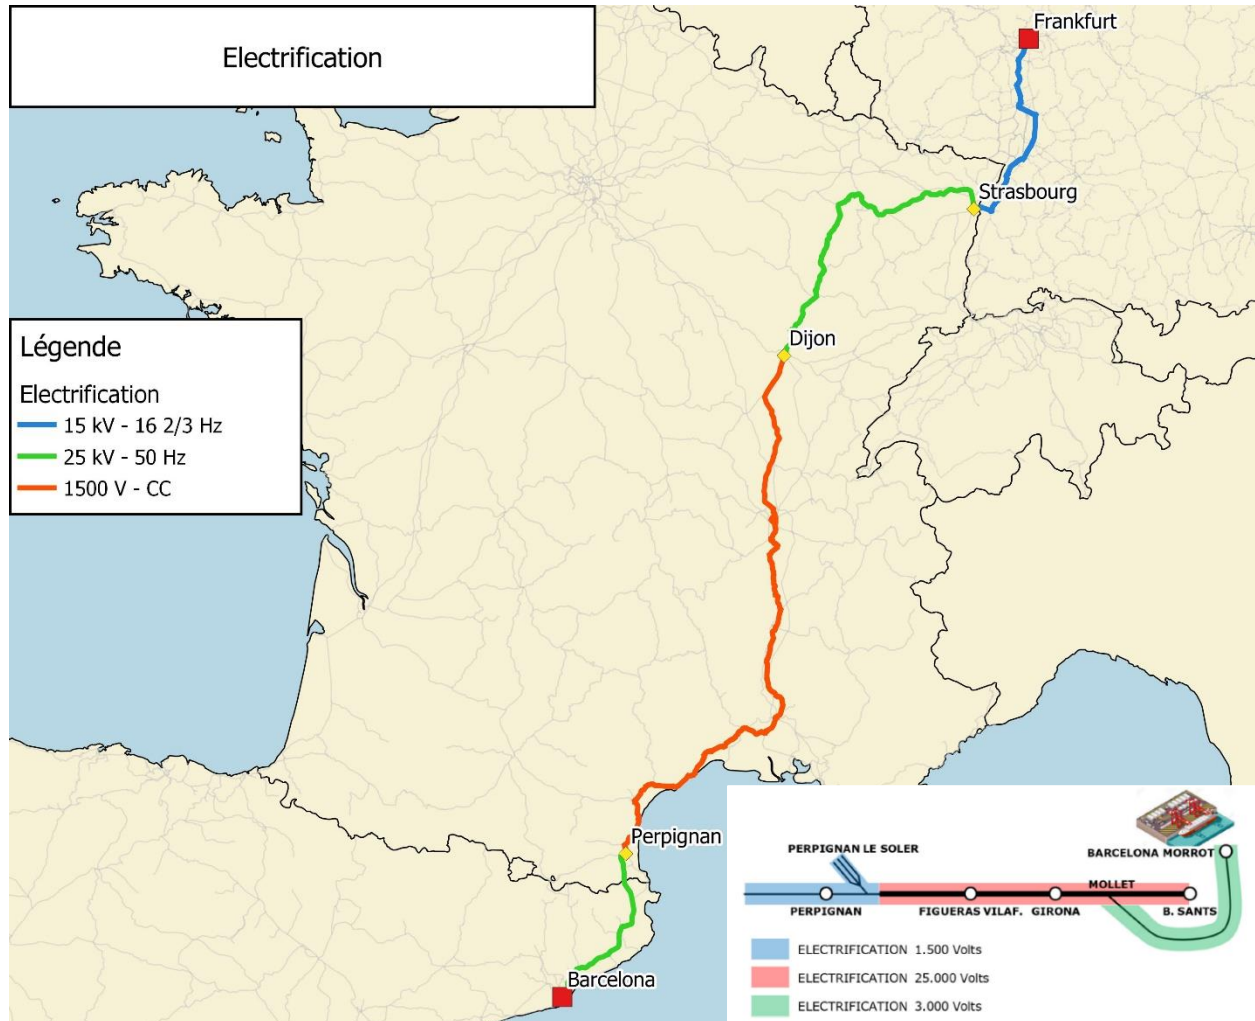 Electrification
Frankfurt
Strasbourg
Dijon
Légende
Electrification
15 kV - 16 2/3 Hz
25 kV - 50 Hz
1500 V - CC
Perpignan
Barcelona
PERPIGNAN LE SOLER
BARCELONA MORROT
MOLLET
PERPIGNAN
FIGUERAS VILAF.
GIRONA
B. SANTS
ELECTRIFICATION 1.500 Volts
ELECTRIFICATION 25.000 Volts
ELECTRIFICATION 3.000 Volts